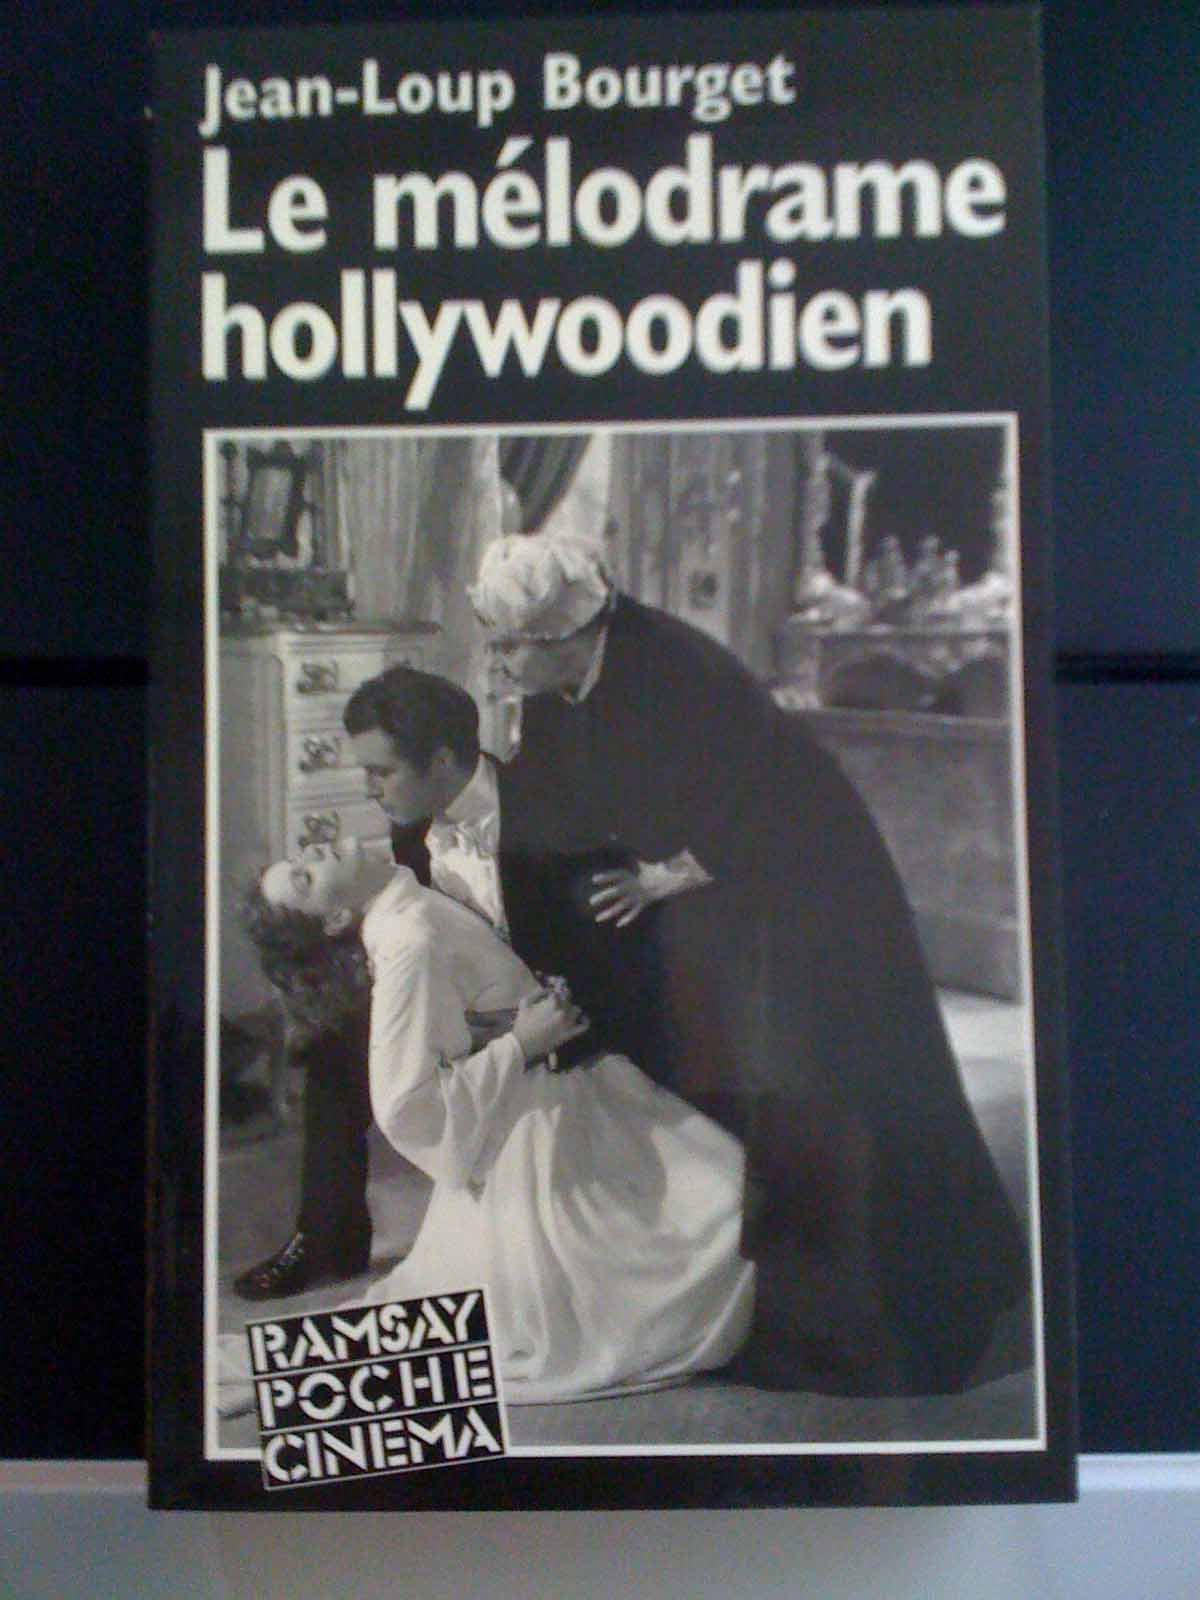 Jean-Loup Bourget
Le mélodrame
hollywoodien
RAMSAY
POCHE
CINEMA